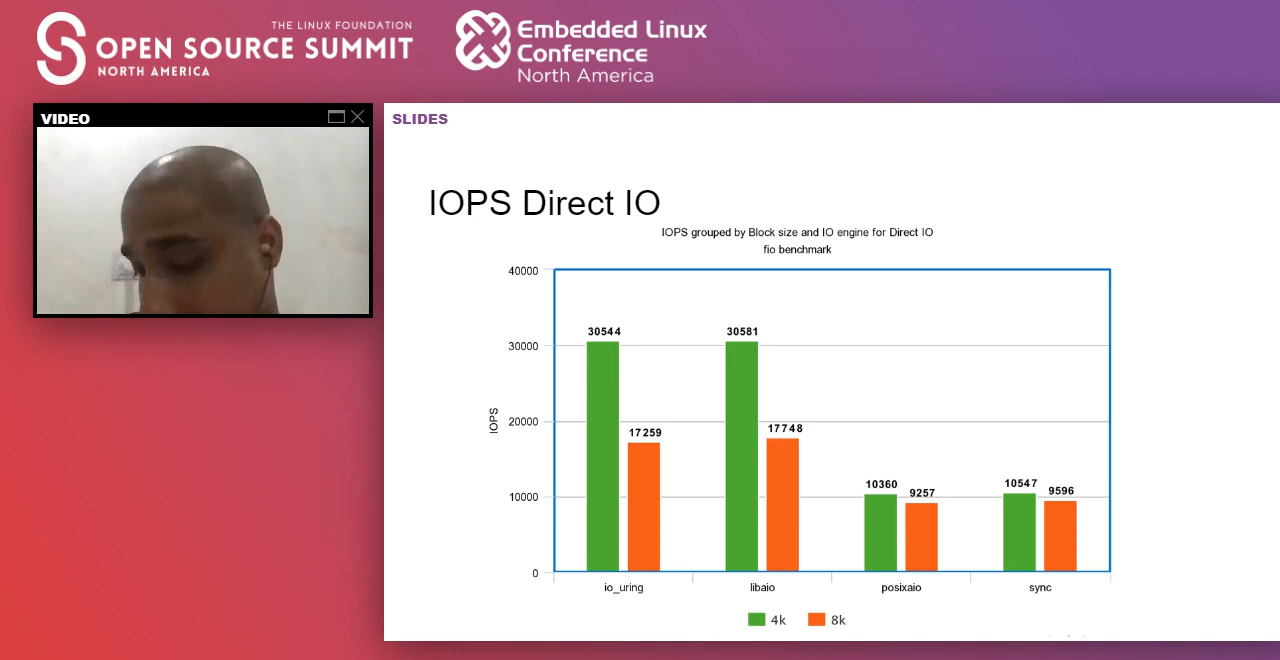 THE LINUX FOUNDATION
OPEN SOURCE SUMMIT
NORTH AMERICA
Embedded Linux
Conference
North America
VIDEO
SLIDES
IOPS Direct IO
IOPS grouped by Block size and IO engine for Direct IO
fio benchmark
IOPS
40000
30000
20000
10000
0
30544
17259
30581
17748
10360
9257
10547
9596
io_uring
libaio
posixaio
sync
4k
8k